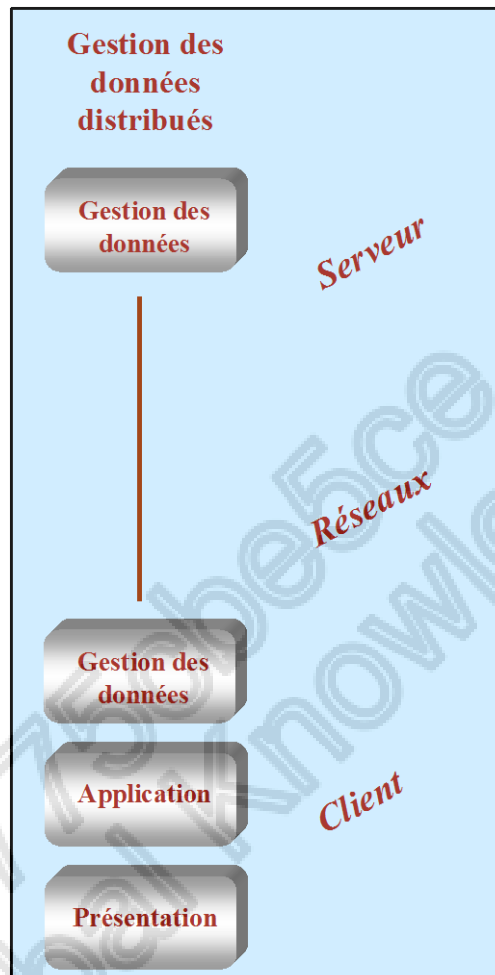 Gestion des
données
distribués
Gestion des
données
Serveur
Réseaux
Gestion des
données
Application
Client
Présentation